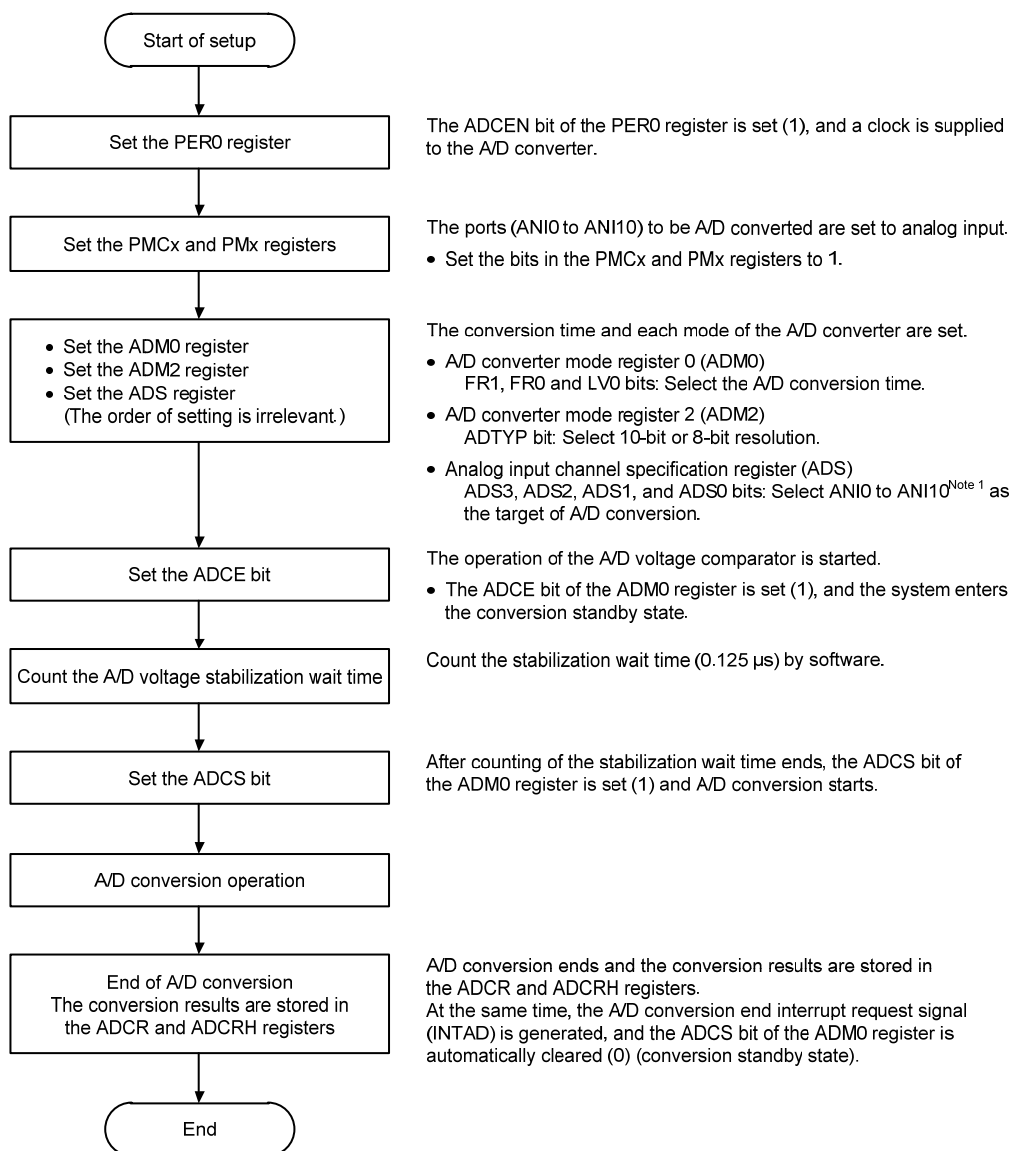 Start of setup
Set the PER0 register
The ADCEN bit of the PER0 register is set (1), and a clock is supplied
to the A/D converter.
Set the PMCx and PMx registers
The ports (ANI0 to ANI10) to be A/D converted are set to analog input.
• Set the bits in the PMCx and PMx registers to 1.
• Set the ADM0 register
• Set the ADM2 register
• Set the ADS register
(The order of setting is irrelevant.)
The conversion time and each mode of the A/D converter are set.
• A/D converter mode register 0 (ADM0)
FR1, FR0 and LV0 bits: Select the A/D conversion time.
• A/D converter mode register 2 (ADM2)
ADTYP bit: Select 10-bit or 8-bit resolution.
• Analog input channel specification register (ADS)
ADS3, ADS2, ADS1, and ADS0 bits: Select ANI0 to ANI10Note 1 as
the target of A/D conversion.
Set the ADCE bit
The operation of the A/D voltage comparator is started.
• The ADCE bit of the ADM0 register is set (1), and the system enters
the conversion standby state.
Count the A/D voltage stabilization wait time
Count the stabilization wait time (0.125 µs) by software.
Set the ADCS bit
After counting of the stabilization wait time ends, the ADCS bit of
the ADM0 register is set (1) and A/D conversion starts.
A/D conversion operation
End of A/D conversion
The conversion results are stored in
the ADCR and ADCRH registers
A/D conversion ends and the conversion results are stored in
the ADCR and ADCRH registers.
At the same time, the A/D conversion end interrupt request signal
(INTAD) is generated, and the ADCS bit of the ADM0 register is
automatically cleared (0) (conversion standby state).
End